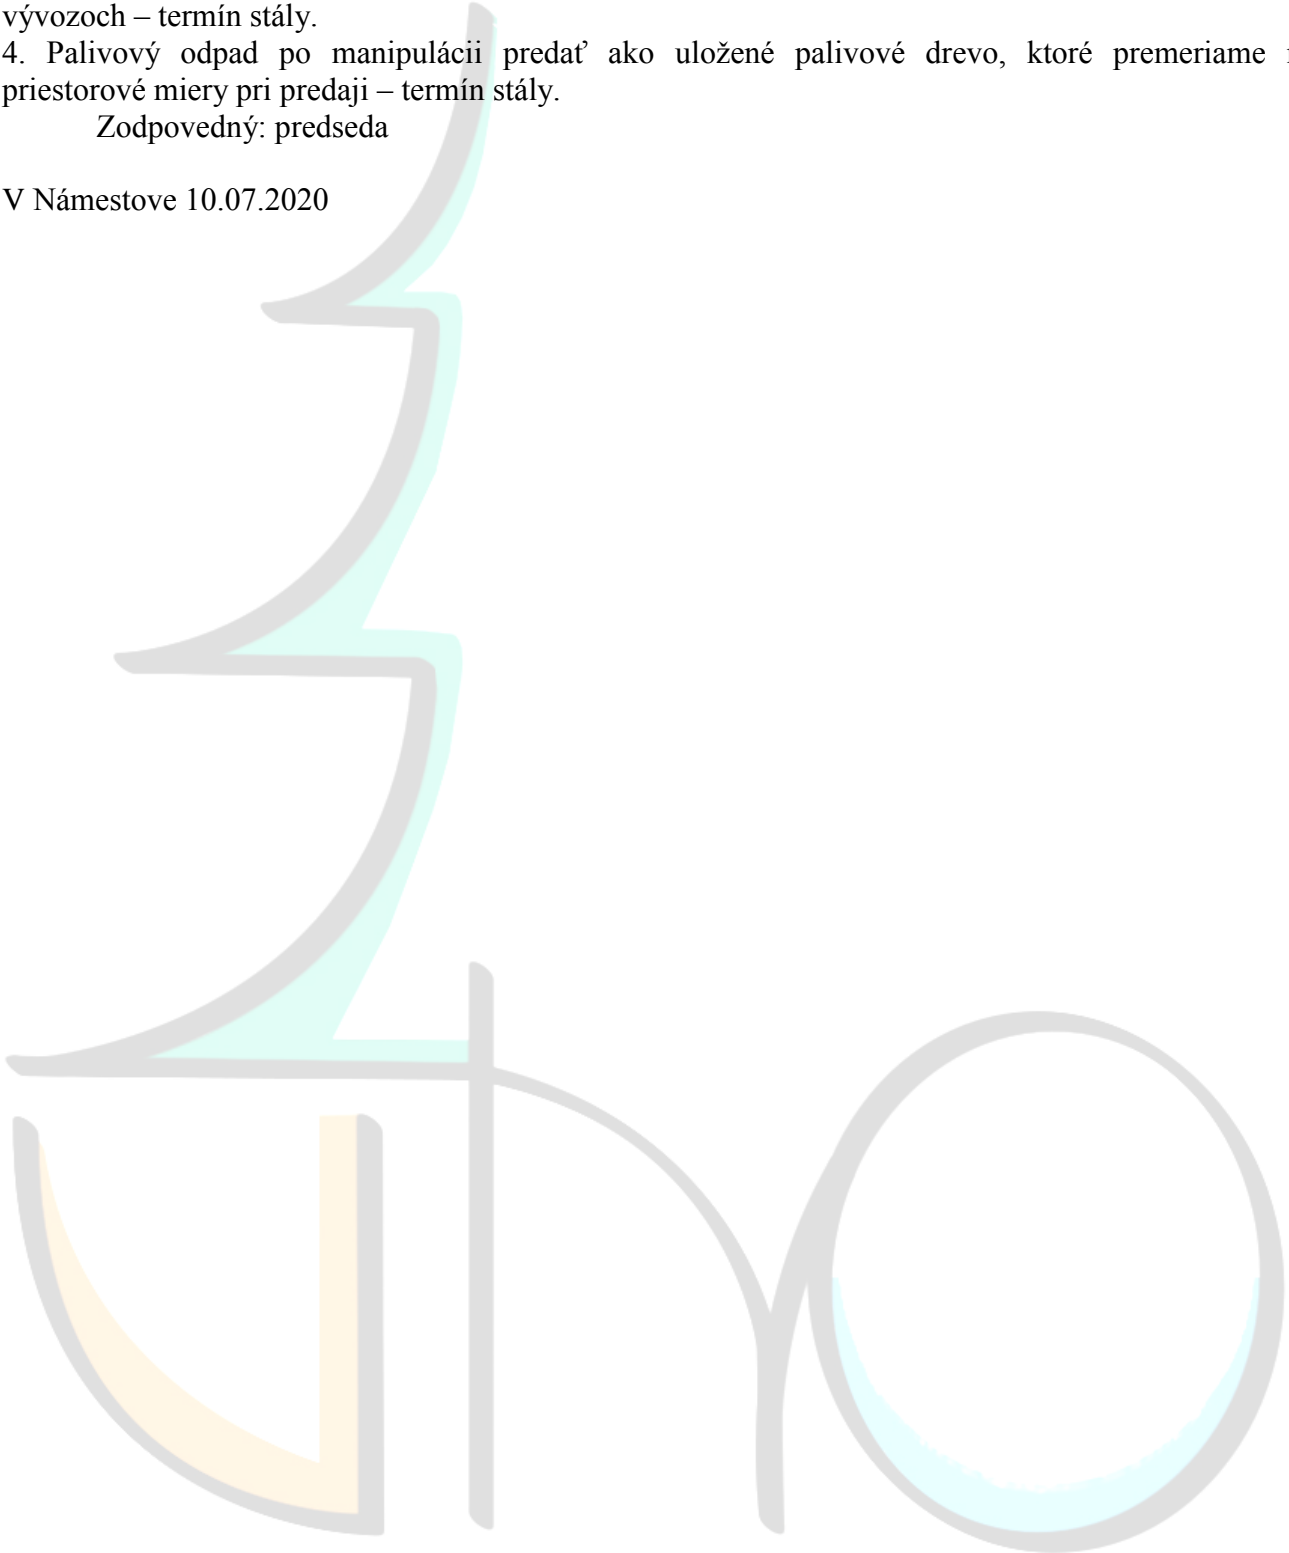 vývozoch – termín stály.
4. Palivový odpad po manipulácii predať ako uložené palivové drevo, ktoré premeriame
priestorové miery pri predaji – termín stály.
Zodpovedný: predseda
V Námestove 10.07.2020